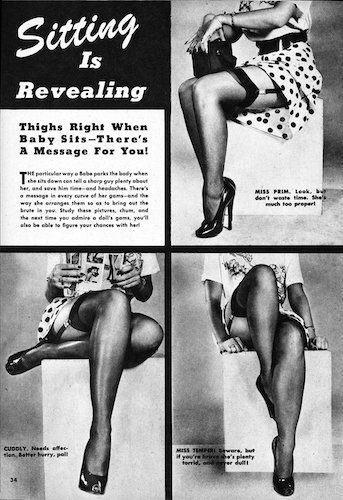 Sitting
Is
Revealing
Thighs Right When
Baby Sits—There's
A Message For You!
THE particular way a Babe parks the body when
she sits down can tell a sharp guy plenty about
her, and save him time—and headaches. There's
a message in every curve of her gams—and the
way she arranges them so as to bring out the
brute in you. Study these pictures, chum, and
the next time you admire a doll's gams, you'll
also be able to figure your chances with her!
MISS PRIM. Look, but
don't waste time. She's
much too proper!
CUDDLY. Needs affec-
tion. Better hurry, pal!
MISS TEMPER: Beware, but
if you're brave she's plenty
torrid, and never dull!
34